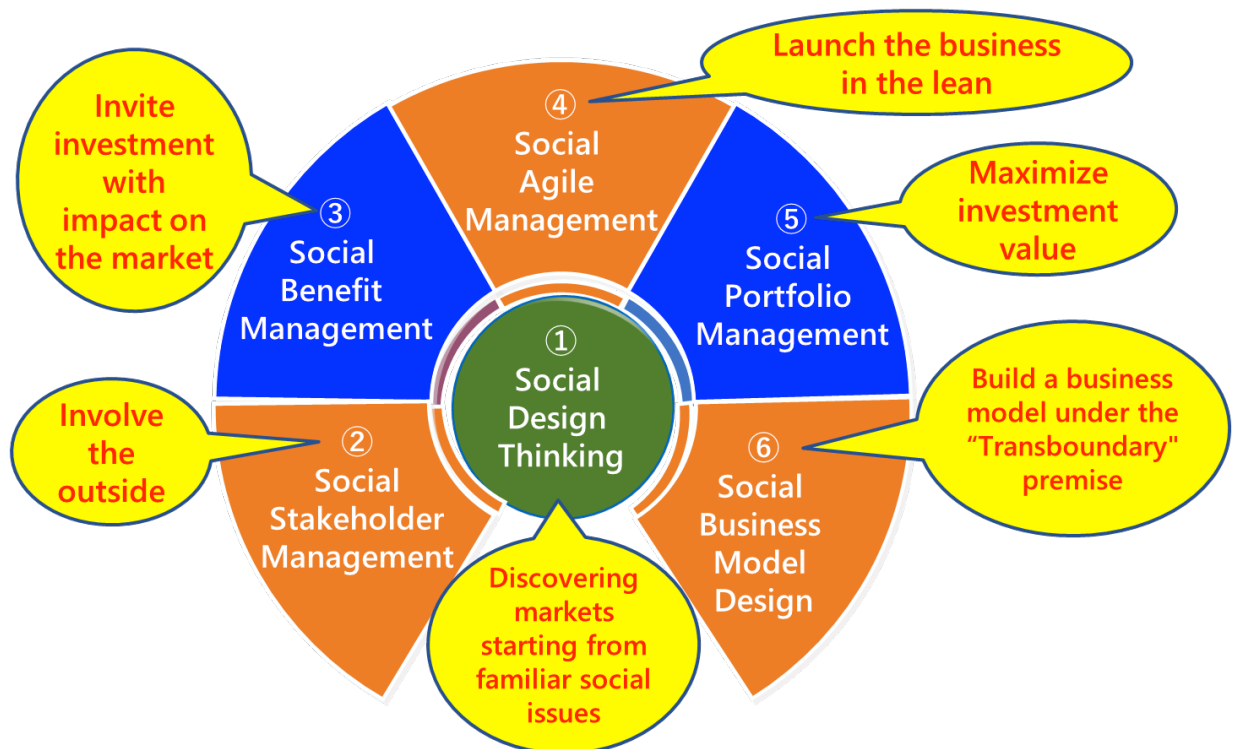 Launch the business
in the lean
Invite
investment
with
impact on
the market
④
Social
Agile
Management
Maximize
investment
value
③
Social
Benefit
Management
⑤
Social
Portfolio
Management
①
Social
Design
Thinking
Involve
the
outside
②
Social
Stakeholder
Management
⑥
Social
Business
Model
Design
Build a business
model under the
“Transboundary"
premise
Discovering
markets
starting from
familiar social
issues